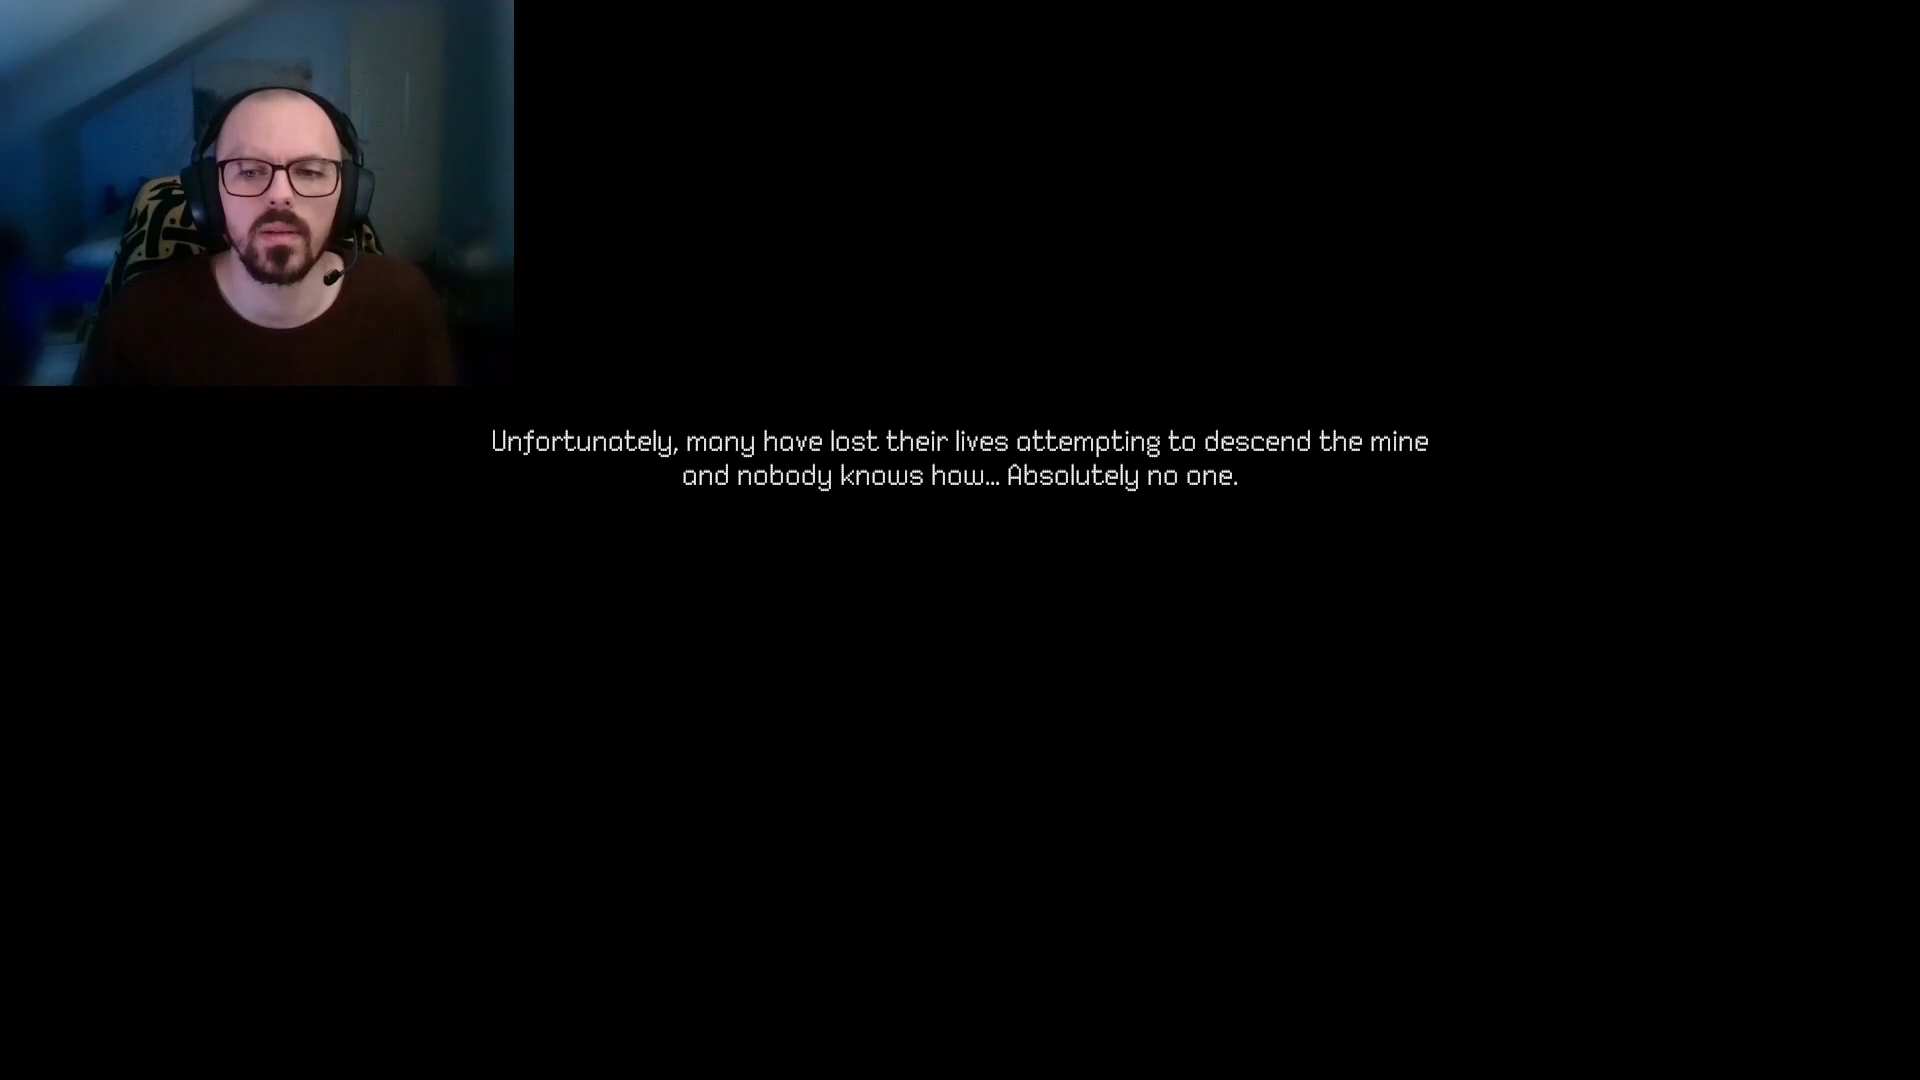 Unfortunately, many have lost their lives attempting to descend the mine
and nobody knows how... Absolutely no one.